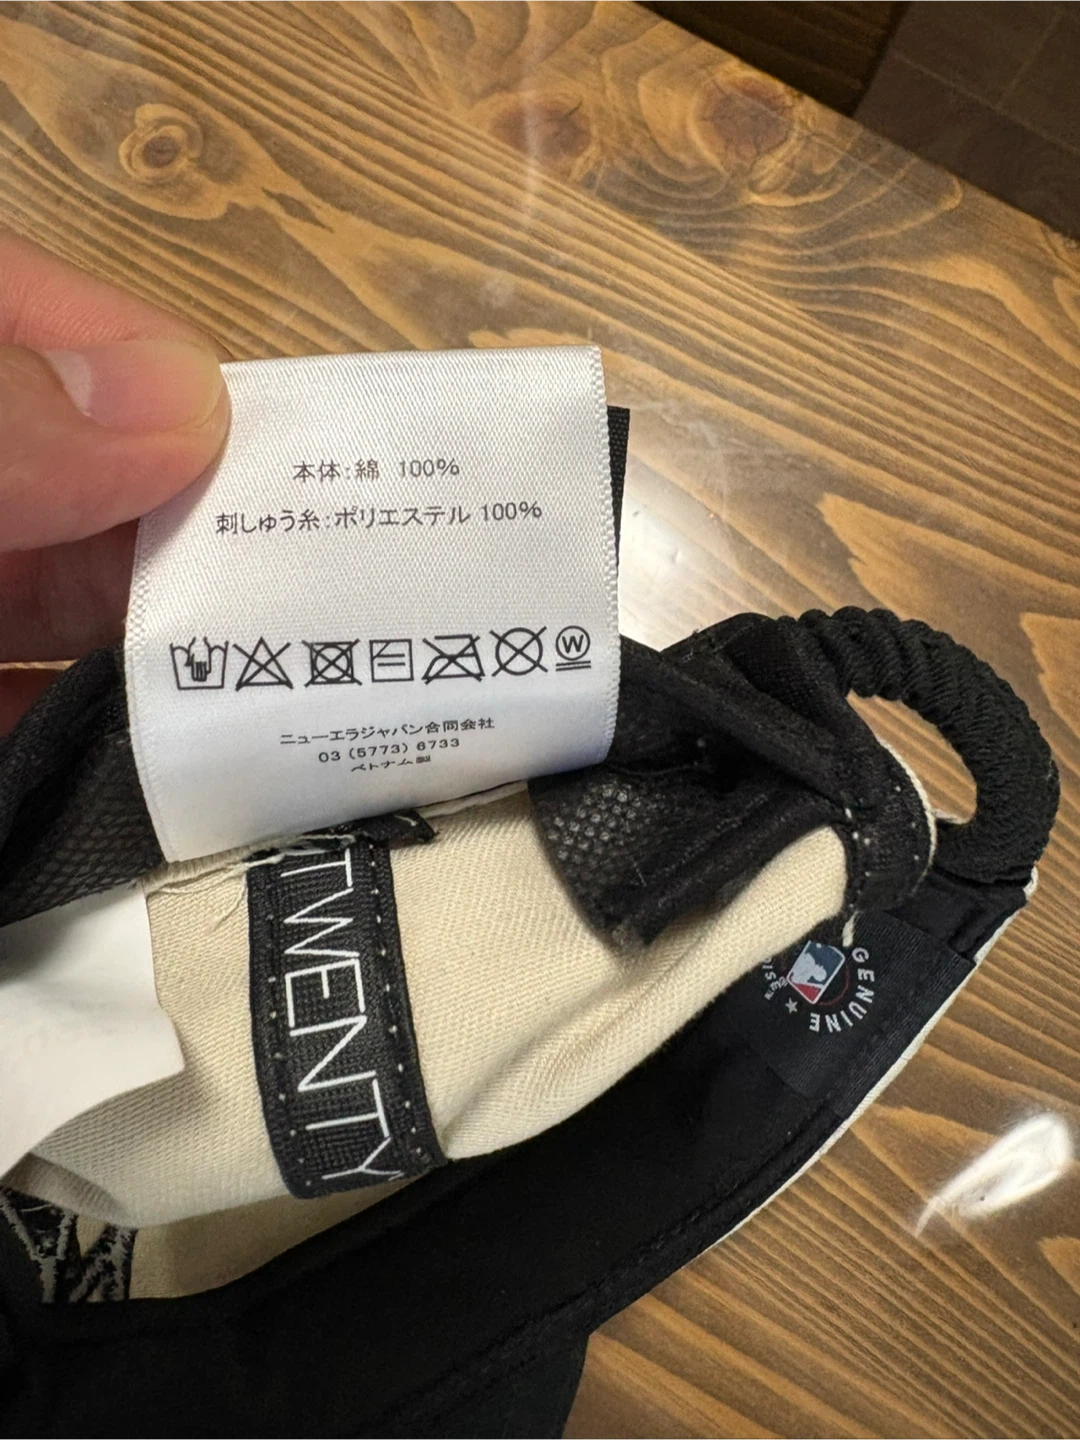 本体：綿 100%
刺しゅう糸：ポリエステル 100%
W
ニューエラジャパン合同会社
03 (5773) 6733
ベトナム製
TWENTY
GENUINE